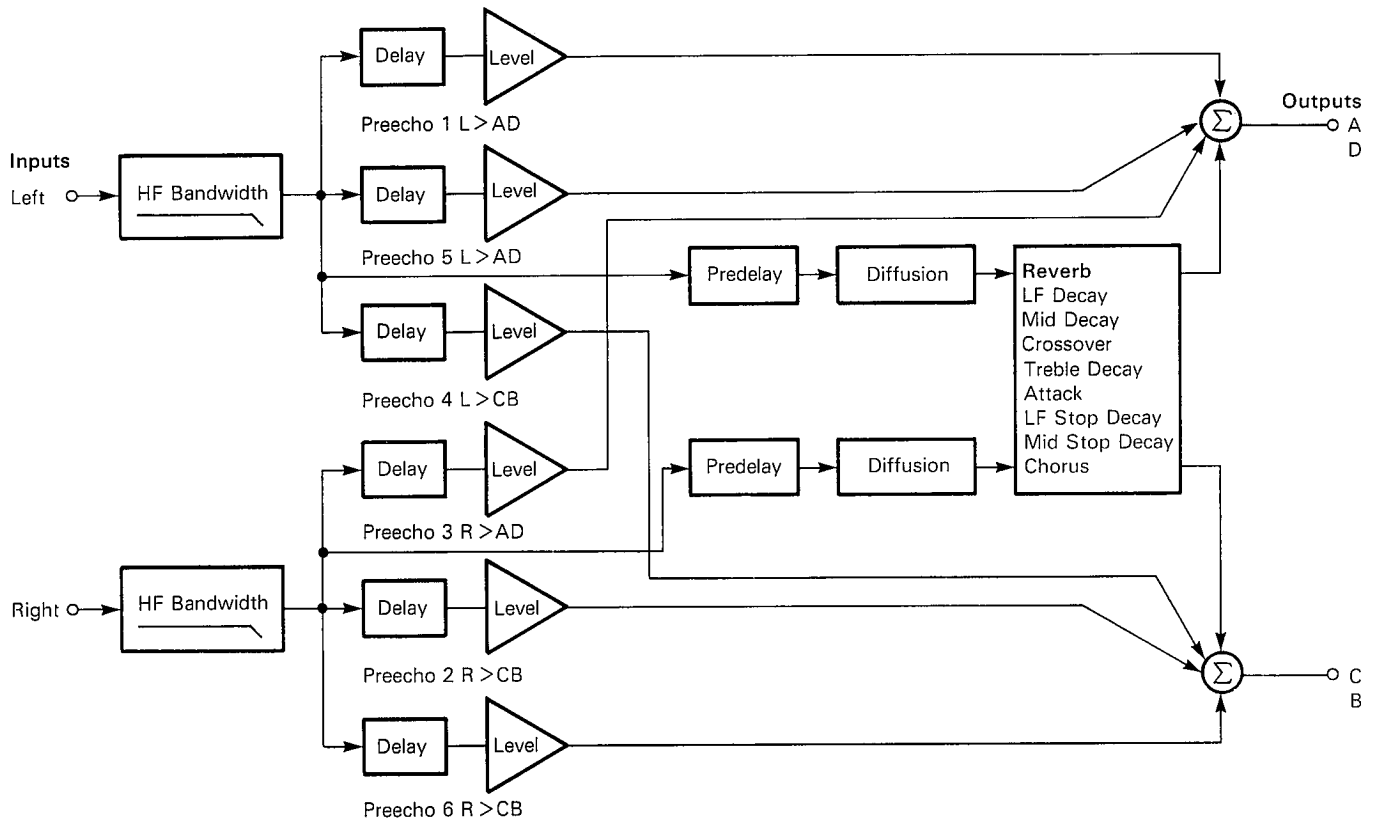 Delay
Level
Preecho 1 L>AD
Outputs
A
D
Σ
Inputs
Left
HF Bandwidth
Delay
Level
Preecho 5 L>AD
Predelay
Diffusion
Reverb
LF Decay
Mid Decay
Crossover
Treble Decay
Attack
LF Stop Decay
Mid Stop Decay
Chorus
Delay
Level
Preecho 4 L>CB
Delay
Level
Preecho 3 R>AD
Predelay
Diffusion
Right
HF Bandwidth
Delay
Level
Preecho 2 R>CB
Σ
C
B
Delay
Level
Preecho 6 R>CB